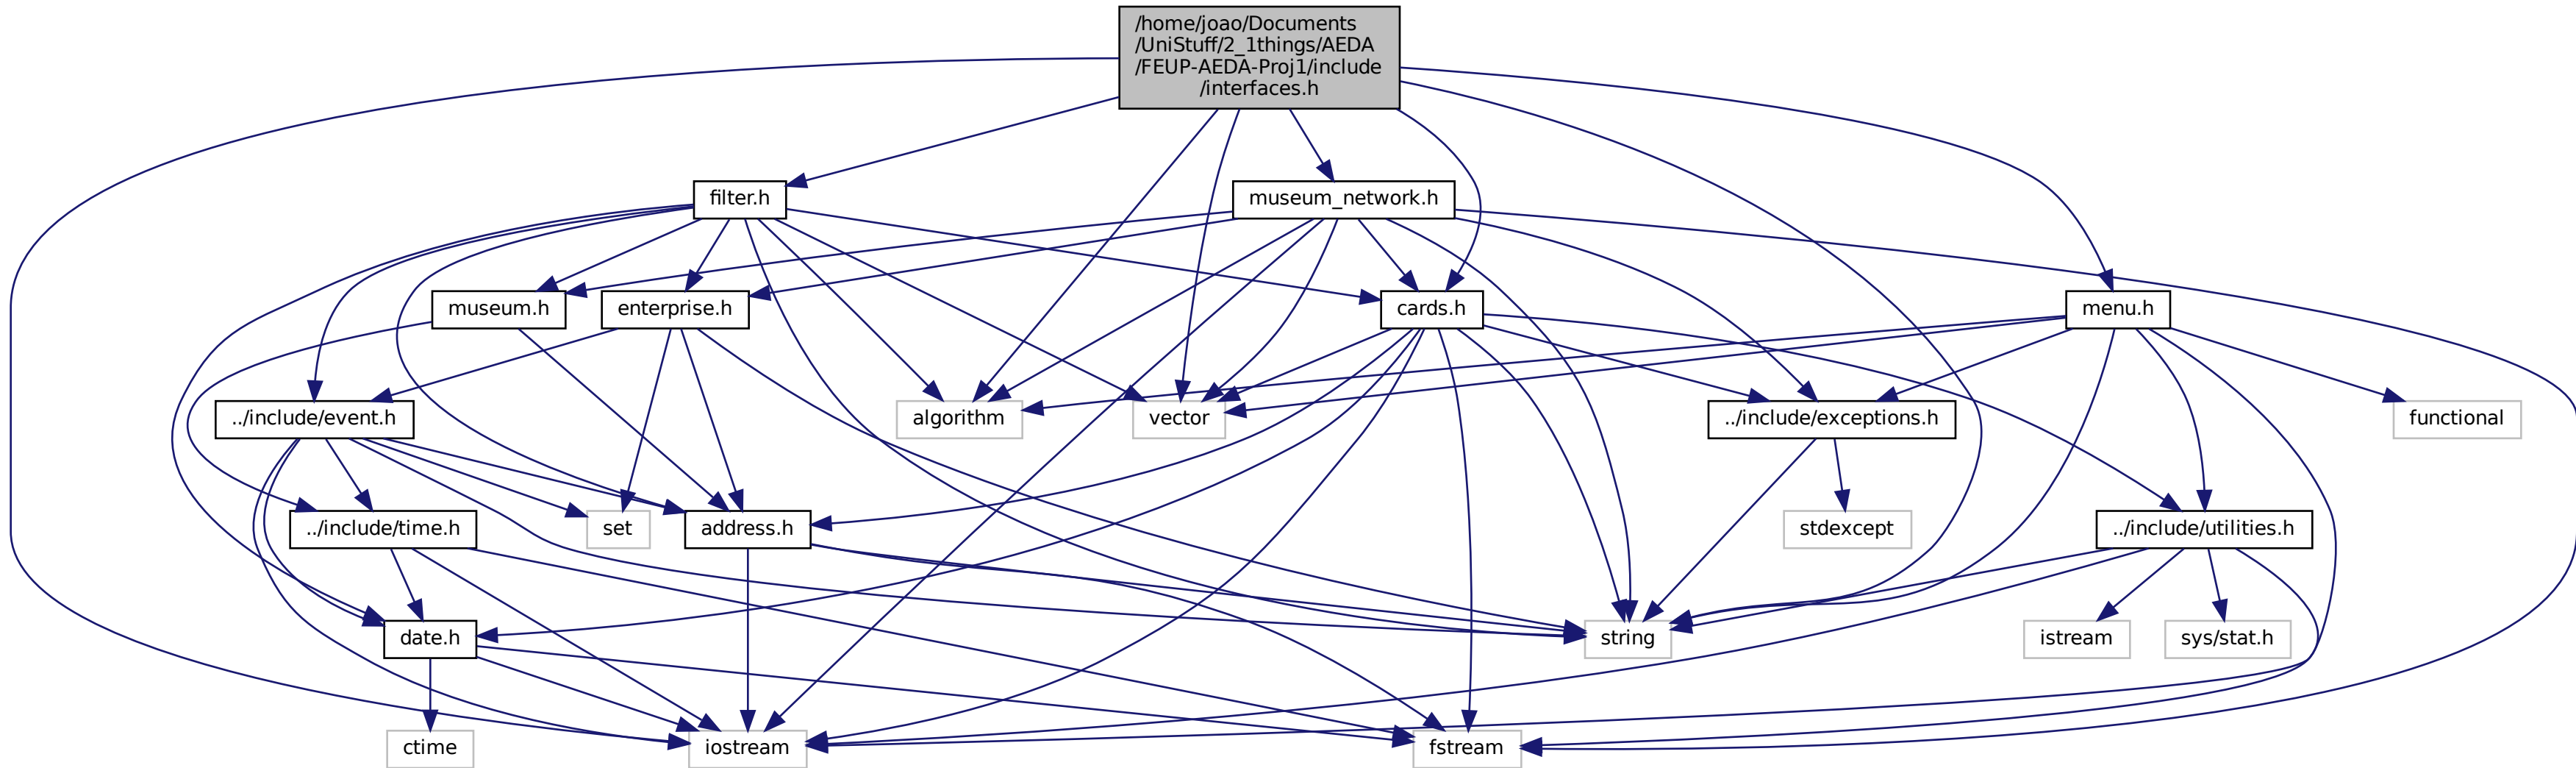 /home/joao/Documents
/UniStuff/2_1things/AEDA
/FEUP-AEDA-Proj1/include
/interfaces.h
filter.h
museum_network.h
museum.h
enterprise.h
cards.h
menu.h
../include/event.h
algorithm
vector
../include/exceptions.h
functional
../include/time.h
set
address.h
stdexcept
../include/utilities.h
date.h
string
istream
sys/stat.h
ctime
iostream
fstream